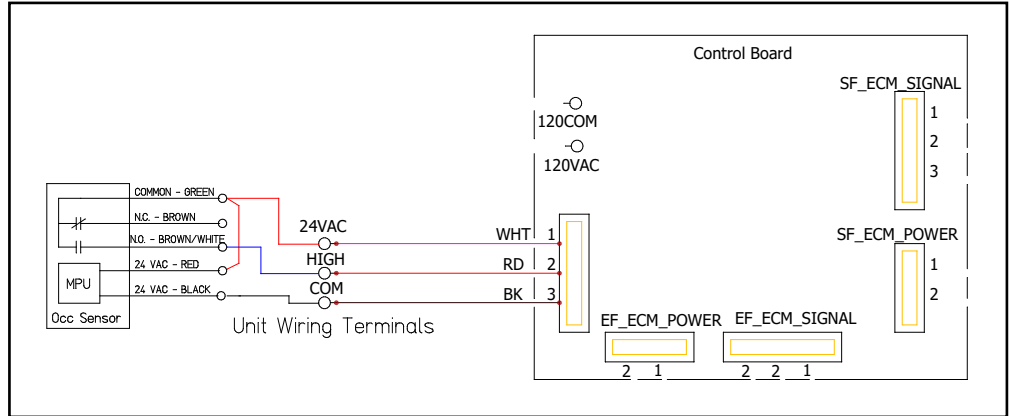 Control Board
SF_ECM_SIGNAL
1
2
3
120COM
120VAC
COMMON - GREEN
N.C. - BROWN
N.O. - BROWN/WHITE
24 VAC - RED
24 VAC - BLACK
MPU
Occ Sensor
24VAC
HIGH
COM
Unit Wiring Terminals
WHT 1
RD 2
BK 3
SF_ECM_POWER
1
2
EF_ECM_POWER
2 1
EF_ECM_SIGNAL
2 2 1